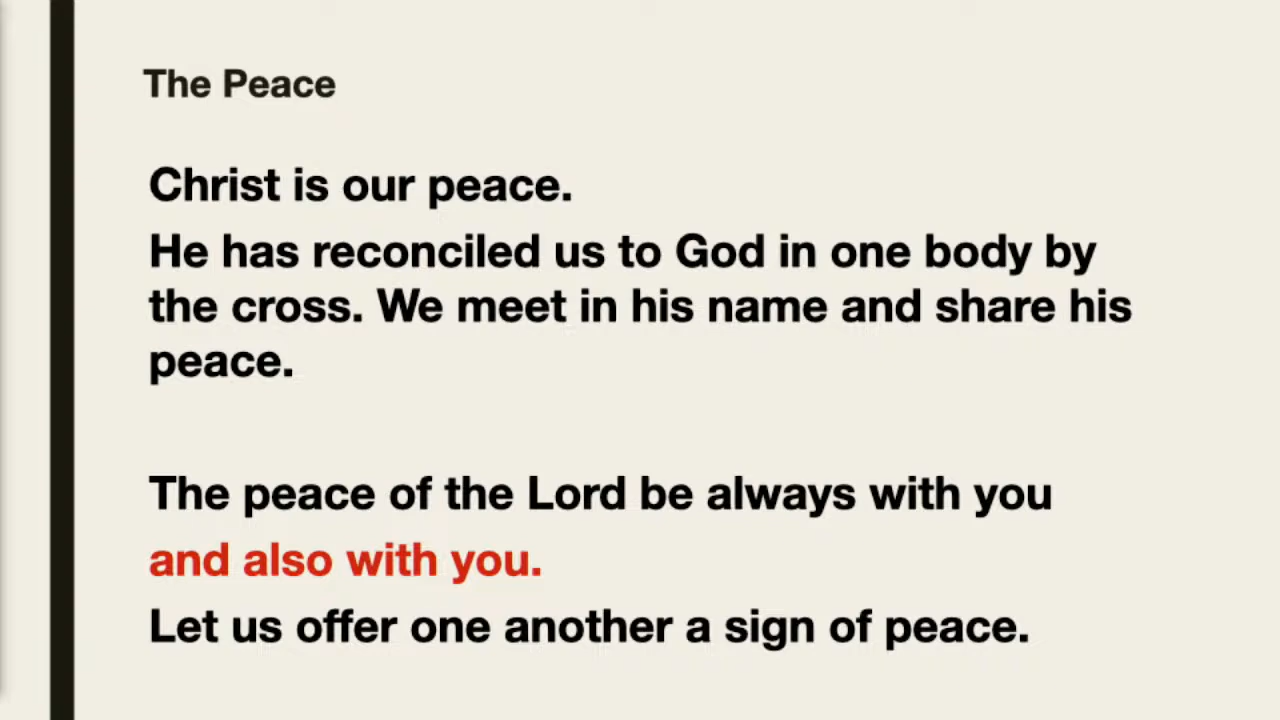 The Peace
Christ is our peace.
He has reconciled us to God in one body by
the cross. We meet in his name and share his
peace.
The peace of the Lord be always with you
and also with you.
Let us offer one another a sign of peace.